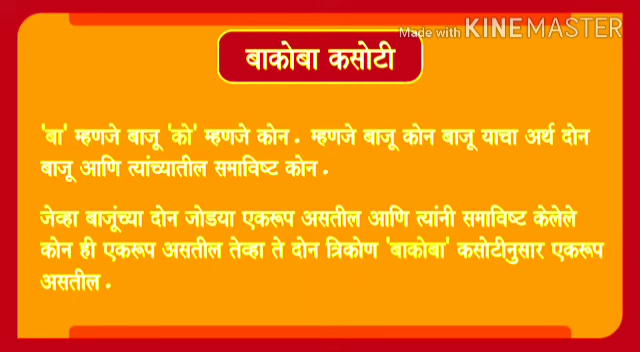 Made with KINEMASTER
बाकोबा कसोटी
'बा' म्हणजे बाजू 'को' म्हणजे कोन. म्हणजे बाजू कोन बाजू याचा अर्थ दोन
बाजू आणि त्यांच्यातील समाविष्ट कोन.
जेव्हा बाजूंच्या दोन जोडया एकरूप असतील आणि त्यांनी समाविष्ट केलेले
कोन ही एकरूप असतील तेव्हा ते दोन त्रिकोण 'बाकोबा' कसोटीनुसार एकरूप
असतील.